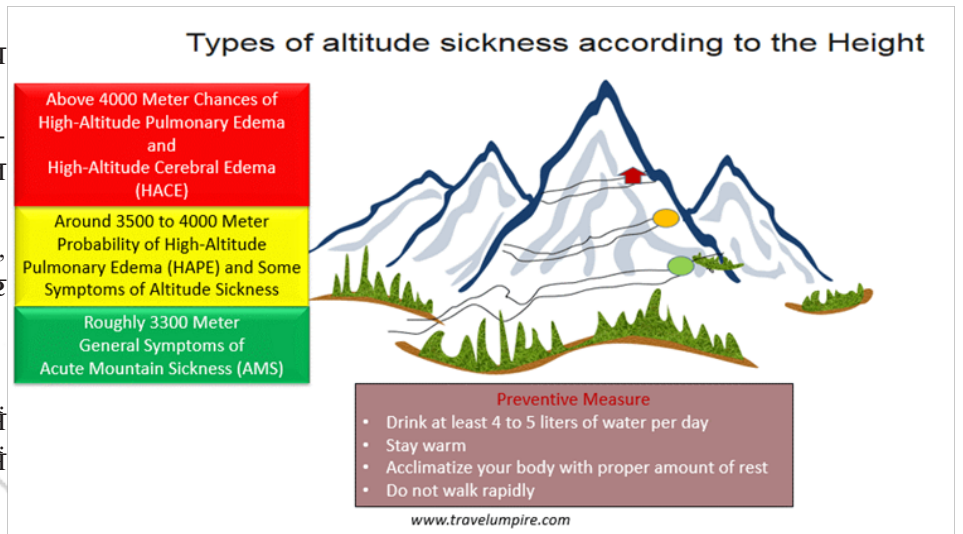 Types of altitude sickness according to the Height
Above 4000 Meter Chances of
High-Altitude Pulmonary Edema
and
High-Altitude Cerebral Edema
(HACE)
Around 3500 to 4000 Meter
Probability of High-Altitude
Pulmonary Edema (HAPE) and Some
Symptoms of Altitude Sickness
Roughly 3300 Meter
General Symptoms of
Acute Mountain Sickness (AMS)
Preventive Measure
• Drink at least 4 to 5 liters of water per day
• Stay warm
• Acclimatize your body with proper amount of rest
• Do not walk rapidly
www.travelumpire.com